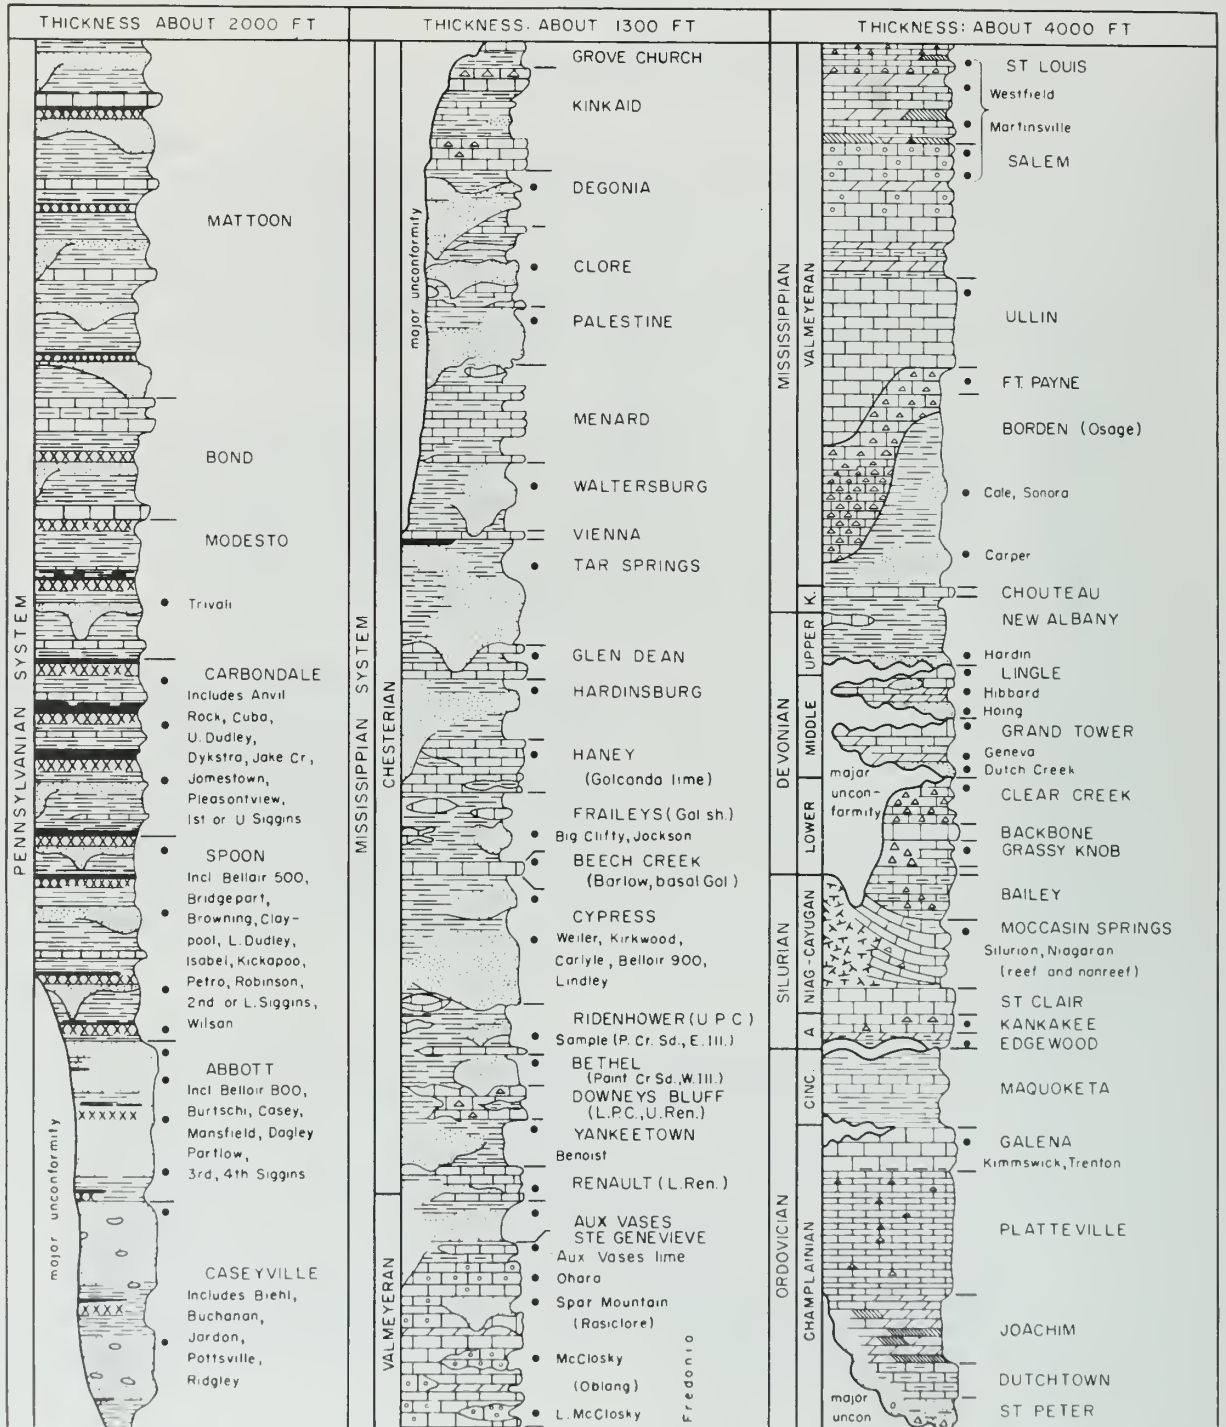 THICKNESS ABOUT 2000 FT
PENNSYLVANIAN SYSTEM
major unconformity
MATTOON
BOND
MODESTO
Trivoli
CARBONDALE
Includes Anvil
Rock, Cuba,
U. Dudley,
Dykstra, Jake Cr,
Jamestown,
Pleasantview,
1st or U Siggins
SPOON
Incl Bellair 500,
Bridgeport,
Browning, Clay-
pool, L. Dudley,
Isabel, Kickapoo,
Petro, Robinson,
2nd or L. Siggins,
Wilson
ABBOTT
Incl Bellair 800,
Burtschi, Casey,
Mansfield, Dagley
Partlow,
3rd, 4th Siggins
CASEYVILLE
Includes Biehl,
Buchanan,
Jordan,
Pottsville,
Ridgley
THICKNESS: ABOUT 1300 FT
MISSISSIPPIAN SYSTEM
CHESTERIAN
VALMEYERAN
major unconformity
GROVE CHURCH
KINKAID
DEGONIA
CLORE
PALESTINE
MENARD
WALTERSBURG
VIENNA
TAR SPRINGS
GLEN DEAN
HARDINSBURG
HANEY
(Golconda lime)
FRAILEYS (Gol sh.)
Big Clifty, Jackson
BEECH CREEK
(Barlow, basal Gol)
CYPRESS
Weiler, Kirkwood,
Carlyle, Bellair 900,
Lindley
RIDENHOWER (U P C)
Sample (P. Cr. Sd., E. Ill.)
BETHEL
(Paint Cr Sd., W. Ill.)
DOWNEYS BLUFF
(L.P.C., U. Ren.)
YANKEETOWN
Benoist
RENAULT (L. Ren.)
AUX VASES
STE GENEVIEVE
Aux Vases lime
Ohara
Spar Mountain
(Rosiclare)
McClosky
(Oblong)
L. McClosky
Fredonia
THICKNESS: ABOUT 4000 FT
MISSISSIPPIAN
VALMEYERAN
K.
DEVONIAN
UPPER
MIDDLE
LOWER
SILURIAN
NIAG-CAYUGAN
A
ORDOVICIAN
CINC.
CHAMPLAINIAN
ST LOUIS
Westfield
Martinsville
SALEM
ULLIN
FT. PAYNE
BORDEN (Osage)
Cole, Sonora
Carper
CHOUTEAU
NEW ALBANY
Hardin
LINGLE
Hibbard
Hoing
GRAND TOWER
Geneva
Dutch Creek
major
uncon-
formity
CLEAR CREEK
BACKBONE
GRASSY KNOB
BAILEY
MOCCASIN SPRINGS
Silurian, Niagaran
(reef and nonreef)
ST CLAIR
KANKAKEE
EDGEWOOD
MAQUOKETA
GALENA
Kimmswick, Trenton
PLATTEVILLE
JOACHIM
DUTCHTOWN
ST PETER
major
uncon